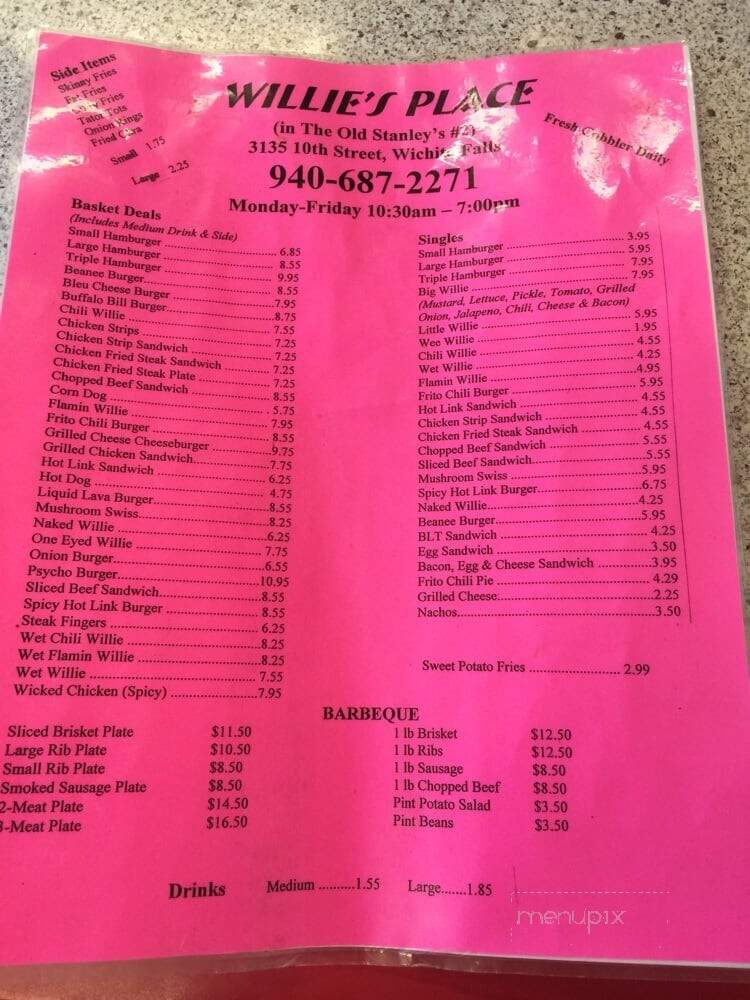 Side Items
Skinny Fries
Fat Fries
Fries
Tator Tots
Onion Rings
Fried Okra
Small 1.75
Large 2.25
WILLIE'S PLACE
(in The Old Stanley's #2)
3135 10th Street, Wichita Falls
940-687-2271
Monday-Friday 10:30am – 7:00pm
Fresh Cobbler Daily
Basket Deals
(Includes Medium Drink & Side)
Small Hamburger 6.85
Large Hamburger 8.55
Triple Hamburger 9.95
Beanee Burger 8.55
Bleu Cheese Burger 7.95
Buffalo Bill Burger 8.75
Chili Willie 7.55
Chicken Strips 7.25
Chicken Strip Sandwich 7.25
Chicken Fried Steak Sandwich 7.25
Chicken Fried Steak Plate 7.25
Chopped Beef Sandwich 8.55
Corn Dog 5.75
Flamin Willie 7.95
Frito Chili Burger 8.55
Grilled Cheese Cheeseburger 9.75
Grilled Chicken Sandwich 7.75
Hot Link Sandwich 6.25
Hot Dog 4.75
Liquid Lava Burger 8.55
Mushroom Swiss 8.25
Naked Willie 6.25
One Eyed Willie 7.75
Onion Burger 6.55
Psycho Burger 10.95
Sliced Beef Sandwich 8.55
Spicy Hot Link Burger 8.55
Steak Fingers 6.25
Wet Chili Willie 8.25
Wet Flamin Willie 8.25
Wet Willie 7.55
Wicked Chicken (Spicy) 7.95
Singles
Small Hamburger 3.95
Large Hamburger 5.95
Triple Hamburger 7.95
Big Willie 7.95
(Mustard, Lettuce, Pickle, Tomato, Grilled
Onion, Jalapeno, Chili, Cheese & Bacon)
Little Willie 5.95
Wee Willie 1.95
Chili Willie 4.55
Wet Willie 4.25
Flamin Willie 4.95
Frito Chili Burger 5.95
Hot Link Sandwich 4.55
Chicken Strip Sandwich 4.55
Chicken Fried Steak Sandwich 4.55
Chopped Beef Sandwich 5.55
Sliced Beef Sandwich 5.55
Mushroom Swiss 5.95
Spicy Hot Link Burger 6.75
Naked Willie 4.25
Beanee Burger 5.95
BLT Sandwich 4.25
Egg Sandwich 3.50
Bacon, Egg & Cheese Sandwich 3.95
Frito Chili Pie 4.29
Grilled Cheese 2.25
Nachos 3.50
Sweet Potato Fries 2.99
BARBEQUE
Sliced Brisket Plate $11.50
Large Rib Plate $10.50
Small Rib Plate $8.50
Smoked Sausage Plate $8.50
2-Meat Plate $14.50
3-Meat Plate $16.50
1 lb Brisket $12.50
1 lb Ribs $12.50
1 lb Sausage $8.50
1 lb Chopped Beef $8.50
Pint Potato Salad $3.50
Pint Beans $3.50
Drinks Medium 1.55 Large 1.85
menupix